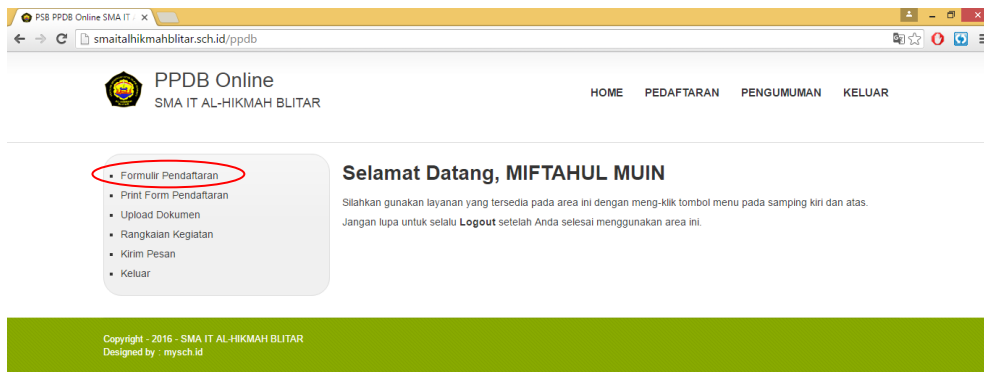 PSB PPDB Online SMA IT
smaitalhikmahblitar.sch.id/ppdb
PPDB Online
SMA IT AL-HIKMAH BLITAR
HOME PEDAFTARAN PENGUMUMAN KELUAR
Formulir Pendaftaran
Print Form Pendaftaran
Upload Dokumen
Rangkaian Kegiatan
Kirim Pesan
Keluar
Selamat Datang, MIFTAHUL MUIN
Silahkan gunakan layanan yang tersedia pada area ini dengan meng-klik tombol menu pada samping kiri dan atas.
Jangan lupa untuk selalu Logout setelah Anda selesai menggunakan area ini.
Copyright - 2016 - SMA IT AL-HIKMAH BLITAR
Designed by : mysch.id